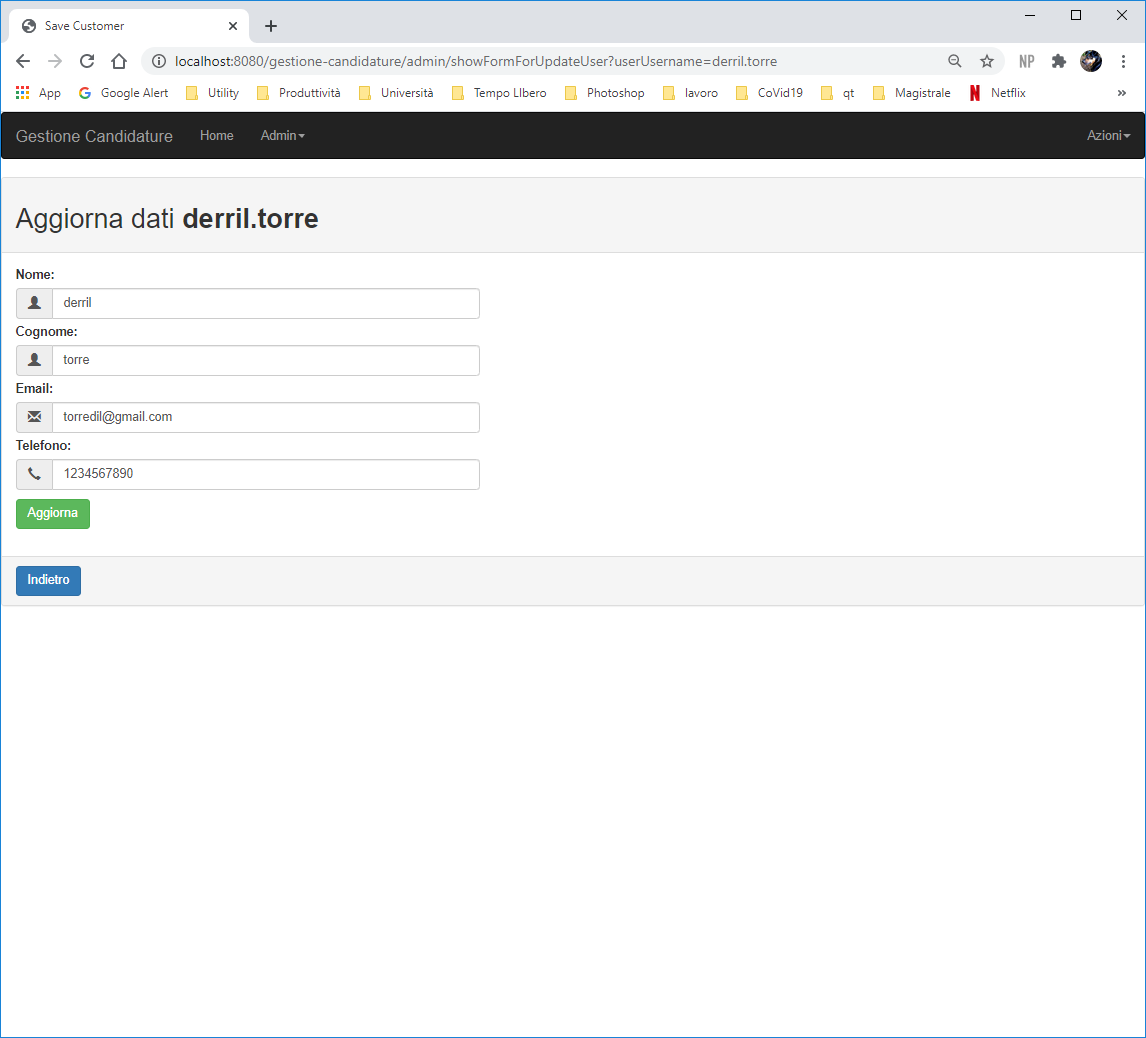 Save Customer
localhost:8080/gestione-candidature/admin/showFormForUpdateUser?userUsername=derril.torre
NP
App Google Alert Utility Produttività Università Tempo LIbero Photoshop lavoro CoVid19 qt Magistrale Netflix »
Gestione Candidature Home Admin Azioni
Aggiorna dati derril.torre
Nome:
derril
Cognome:
torre
Email:
torredil@gmail.com
Telefono:
1234567890
Aggiorna
Indietro